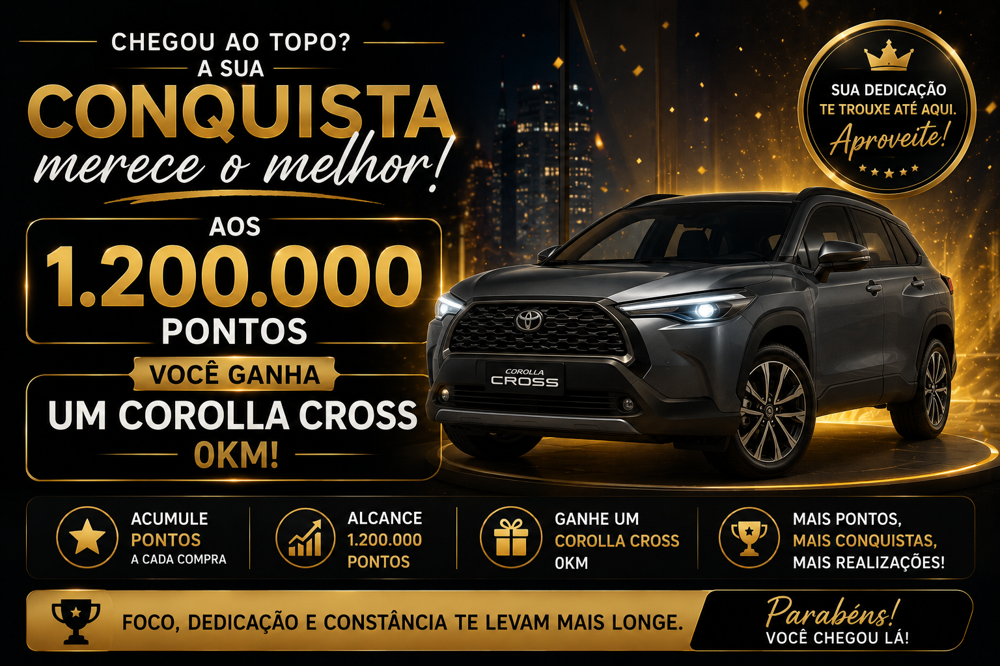 CHEGOU AO TOPO?
A SUA
CONQUISTA
merece o melhor!
AOS
1.200.000
PONTOS
VOCÊ GANHA
UM COROLLA CROSS
0KM!
SUA DEDICAÇÃO
TE TROUXE ATÉ AQUI.
Aproveite!
COROLLA
CROSS
ACUMULE
PONTOS
A CADA COMPRA
ALCANCE
1.200.000
PONTOS
GANHE UM
COROLLA CROSS
0KM
MAIS PONTOS,
MAIS CONQUISTAS,
MAIS REALIZAÇÕES!
FOCO, DEDICAÇÃO E CONSTÂNCIA TE LEVAM MAIS LONGE.
Parabéns!
VOCÊ CHEGOU LÁ!